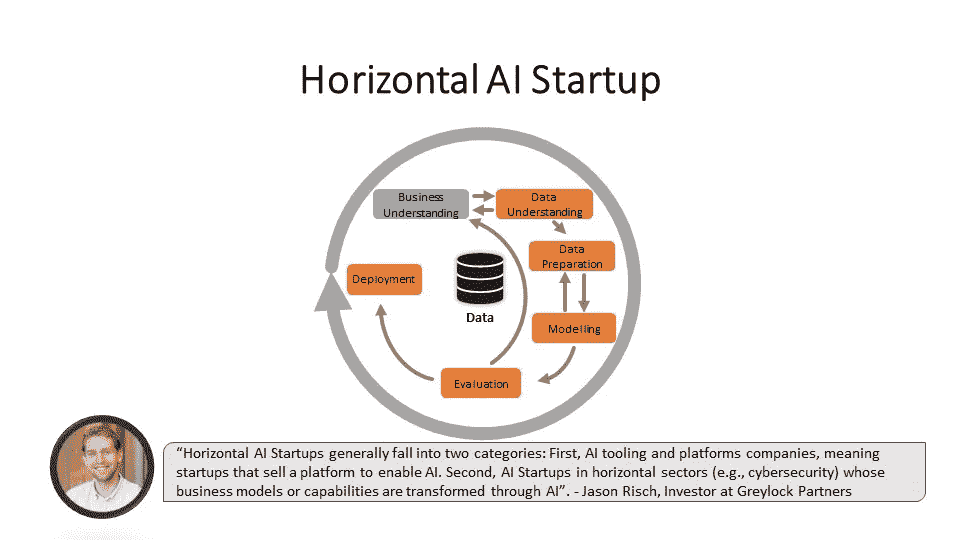 Horizontal AI Startup
Business
Understanding
Data
Understanding
Data
Preparation
Deployment
Data
Modelling
Evaluation
“Horizontal AI Startups generally fall into two categories: First, AI tooling and platforms companies, meaning
startups that sell a platform to enable AI. Second, AI Startups in horizontal sectors (e.g., cybersecurity) whose
business models or capabilities are transformed through AI”. - Jason Risch, Investor at Greylock Partners